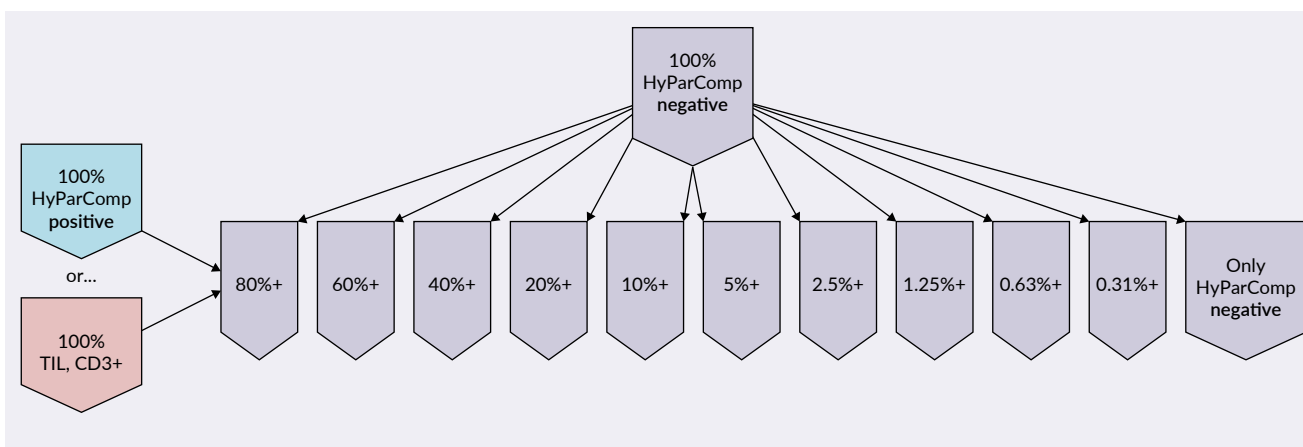 100%
HyParComp
negative
100%
HyParComp
positive
or...
100%
TIL, CD3+
80%+
60%+
40%+
20%+
10%+
5%+
2.5%+
1.25%+
0.63%+
0.31%+
Only
HyParComp
negative